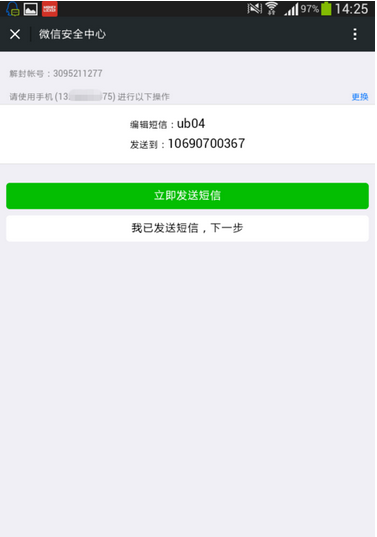 97% 14:25
微信安全中心
解封帐号：3095211277
请使用手机 (13 75) 进行以下操作 更换
编辑短信：ub04
发送到：10690700367
立即发送短信
我已发送短信，下一步